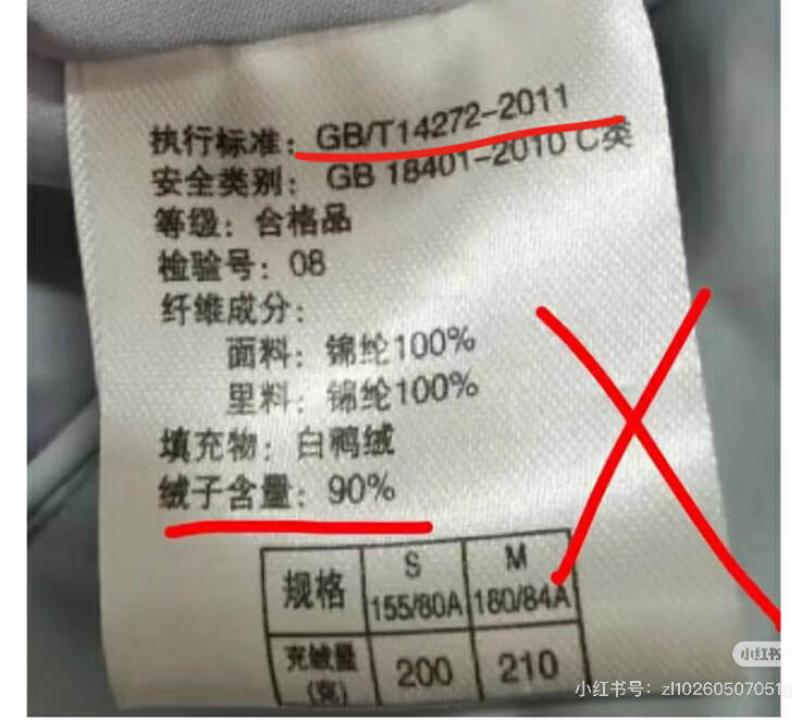 执行标准：GB/T14272-2011
安全类别：GB 18401-2010 C类
等级：合格品
检验号：08
纤维成分：
面料：锦纶100%
里料：锦纶100%
填充物：白鸭绒
绒子含量：90%
规格 S 155/80A M 160/84A
充绒量(克) 200 210
小红书
小红书号：zl10260507051